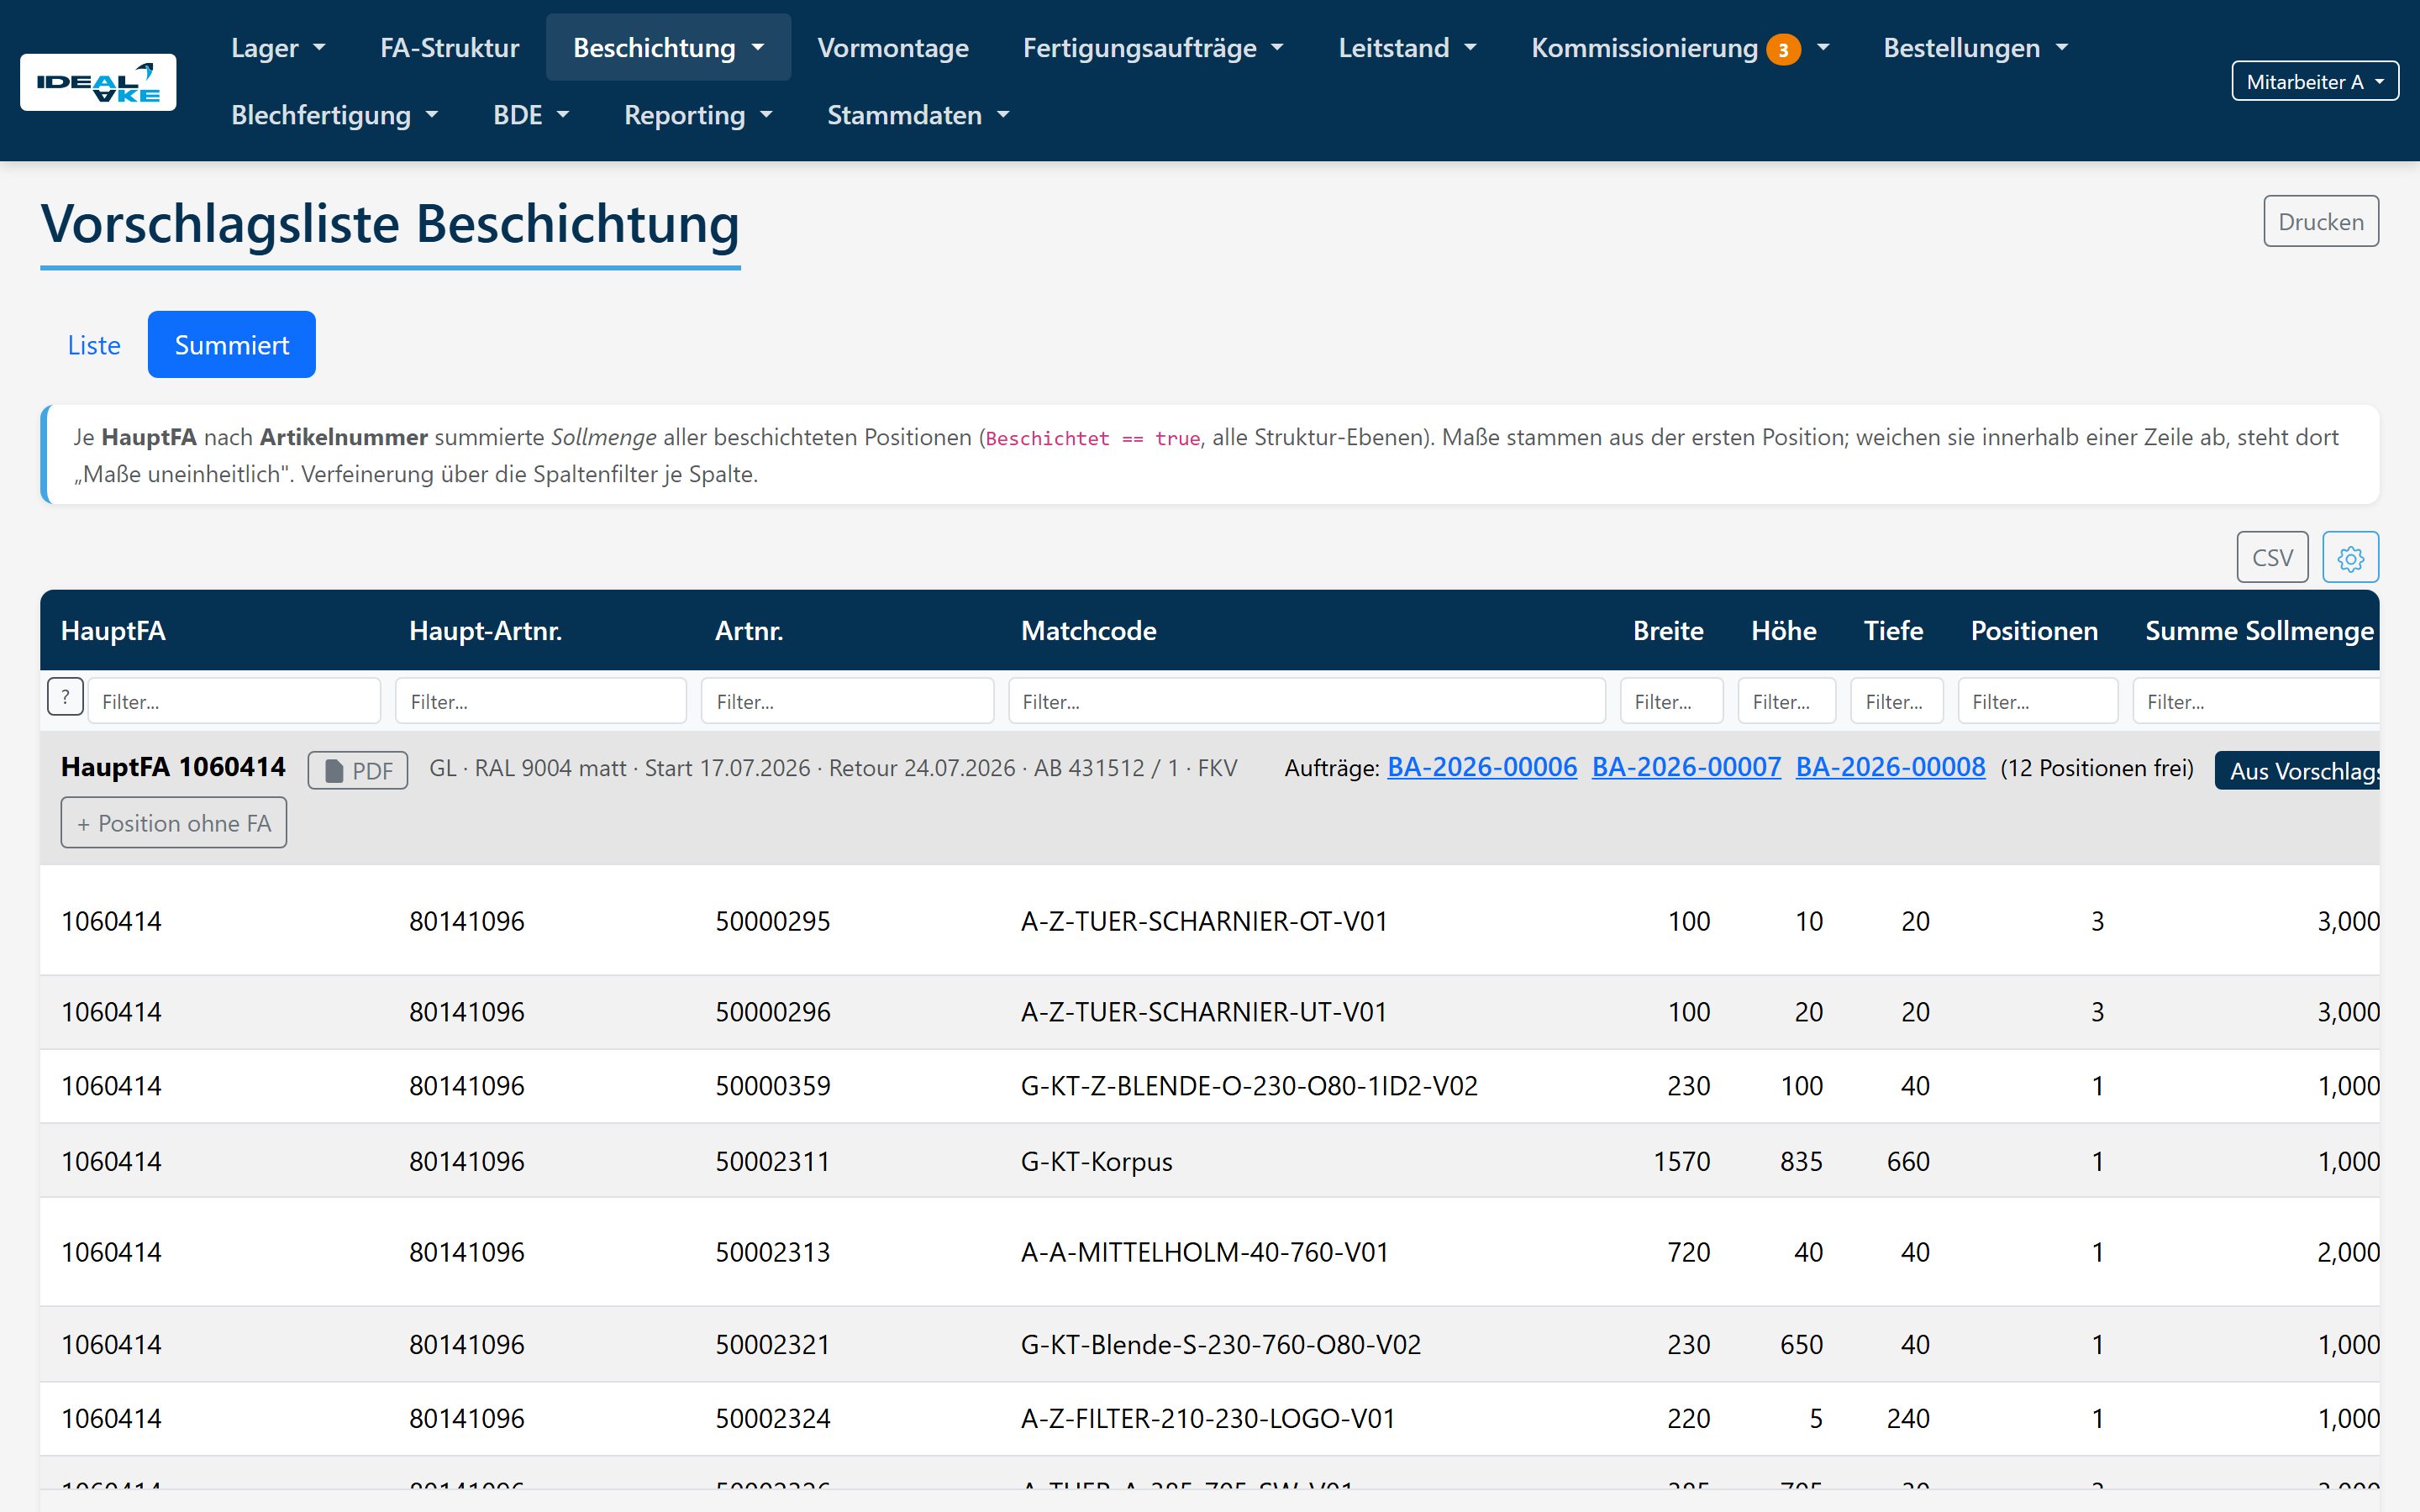 IDEAL AKE
Lager FA-Struktur Beschichtung Vormontage Fertigungsaufträge Leitstand Kommissionierung 3 Bestellungen
Blechfertigung BDE Reporting Stammdaten
Mitarbeiter A
Vorschlagsliste Beschichtung
Drucken
Liste Summiert
Je HauptFA nach Artikelnummer summierte Sollmenge aller beschichteten Positionen (Beschichtet == true, alle Struktur-Ebenen). Maße stammen aus der ersten Position; weichen sie innerhalb einer Zeile ab, steht dort
„Maße uneinheitlich". Verfeinerung über die Spaltenfilter je Spalte.
CSV
HauptFA Haupt-Artnr. Artnr. Matchcode Breite Höhe Tiefe Positionen Summe Sollmenge
? Filter... Filter... Filter... Filter... Filter... Filter... Filter... Filter... Filter...
HauptFA 1060414 PDF GL · RAL 9004 matt · Start 17.07.2026 · Retour 24.07.2026 · AB 431512 / 1 · FKV Aufträge: BA-2026-00006 BA-2026-00007 BA-2026-00008 (12 Positionen frei) Aus Vorschlags
+ Position ohne FA
1060414 80141096 50000295 A-Z-TUER-SCHARNIER-OT-V01 100 10 20 3 3,000
1060414 80141096 50000296 A-Z-TUER-SCHARNIER-UT-V01 100 20 20 3 3,000
1060414 80141096 50000359 G-KT-Z-BLENDE-O-230-O80-1ID2-V02 230 100 40 1 1,000
1060414 80141096 50002311 G-KT-Korpus 1570 835 660 1 1,000
1060414 80141096 50002313 A-A-MITTELHOLM-40-760-V01 720 40 40 1 2,000
1060414 80141096 50002321 G-KT-Blende-S-230-760-O80-V02 230 650 40 1 1,000
1060414 80141096 50002324 A-Z-FILTER-210-230-LOGO-V01 220 5 240 1 1,000